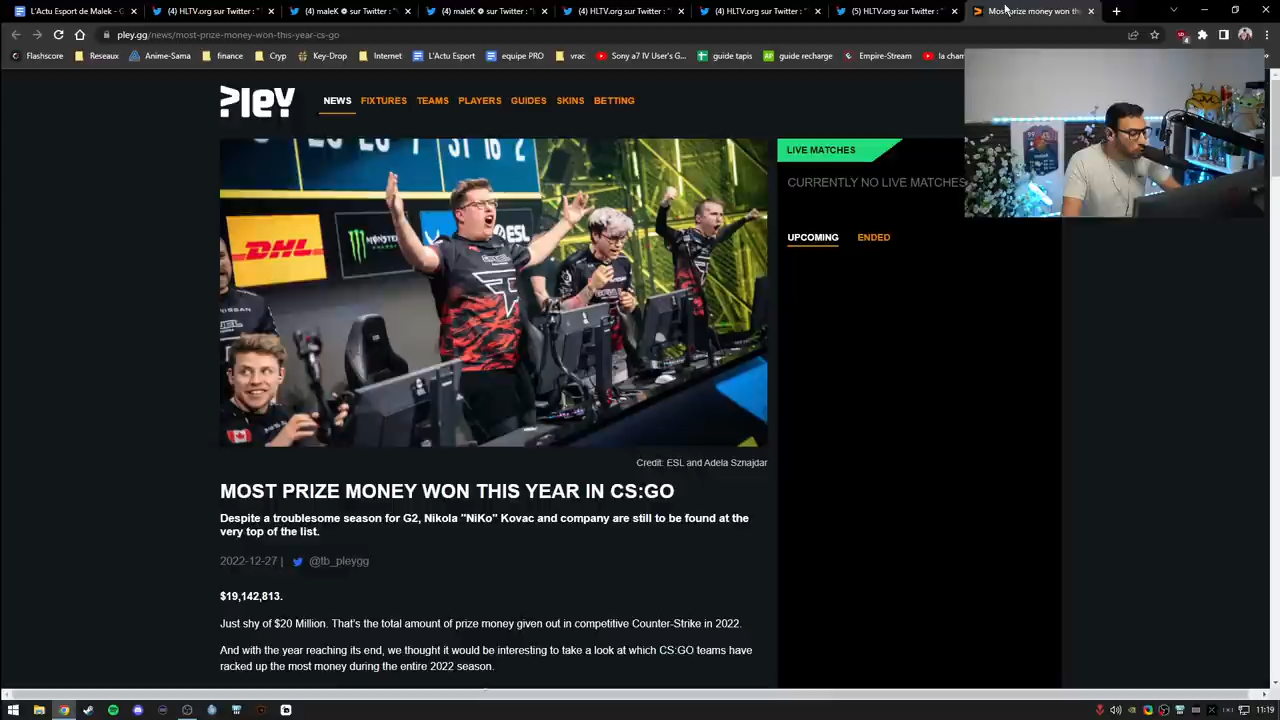 L'Actu Esport de Malek - G
(4) HLTV.org sur Twitter : "
(4) maleK
sur Twitter : "
(4) maleK
sur Twitter : "
(4) HLTV.org sur Twitter : "
(4) HLTV.org sur Twitter : "
(5) HLTV.org sur Twitter : "
Most prize money won th
pley.gg/news/most-prize-money-won-this-year-cs-go
Flashscore
Reseaux
Anime-Sama
finance
Cryp
Key-Drop
Internet
L'Actu Esport
equipe PRO
vrac
Sony a7 IV User's G...
guide tapis
guide recharge
Empire-Stream
la cham
PLEY
NEWS
FIXTURES
TEAMS
PLAYERS
GUIDES
SKINS
BETTING
DHL
MONSTER
ESL
LIVE MATCHES
CURRENTLY NO LIVE MATCHES
UPCOMING
ENDED
Credit: ESL and Adela Sznajdar
MOST PRIZE MONEY WON THIS YEAR IN CS:GO
Despite a troublesome season for G2, Nikola "NiKo" Kovac and company are still to be found at the
very top of the list.
2022-12-27 |
@tb_pleygg
$19,142,813.
Just shy of $20 Million. That's the total amount of prize money given out in competitive Counter-Strike in 2022.
And with the year reaching its end, we thought it would be interesting to take a look at which CS:GO teams have
racked up the most money during the entire 2022 season.
11:19